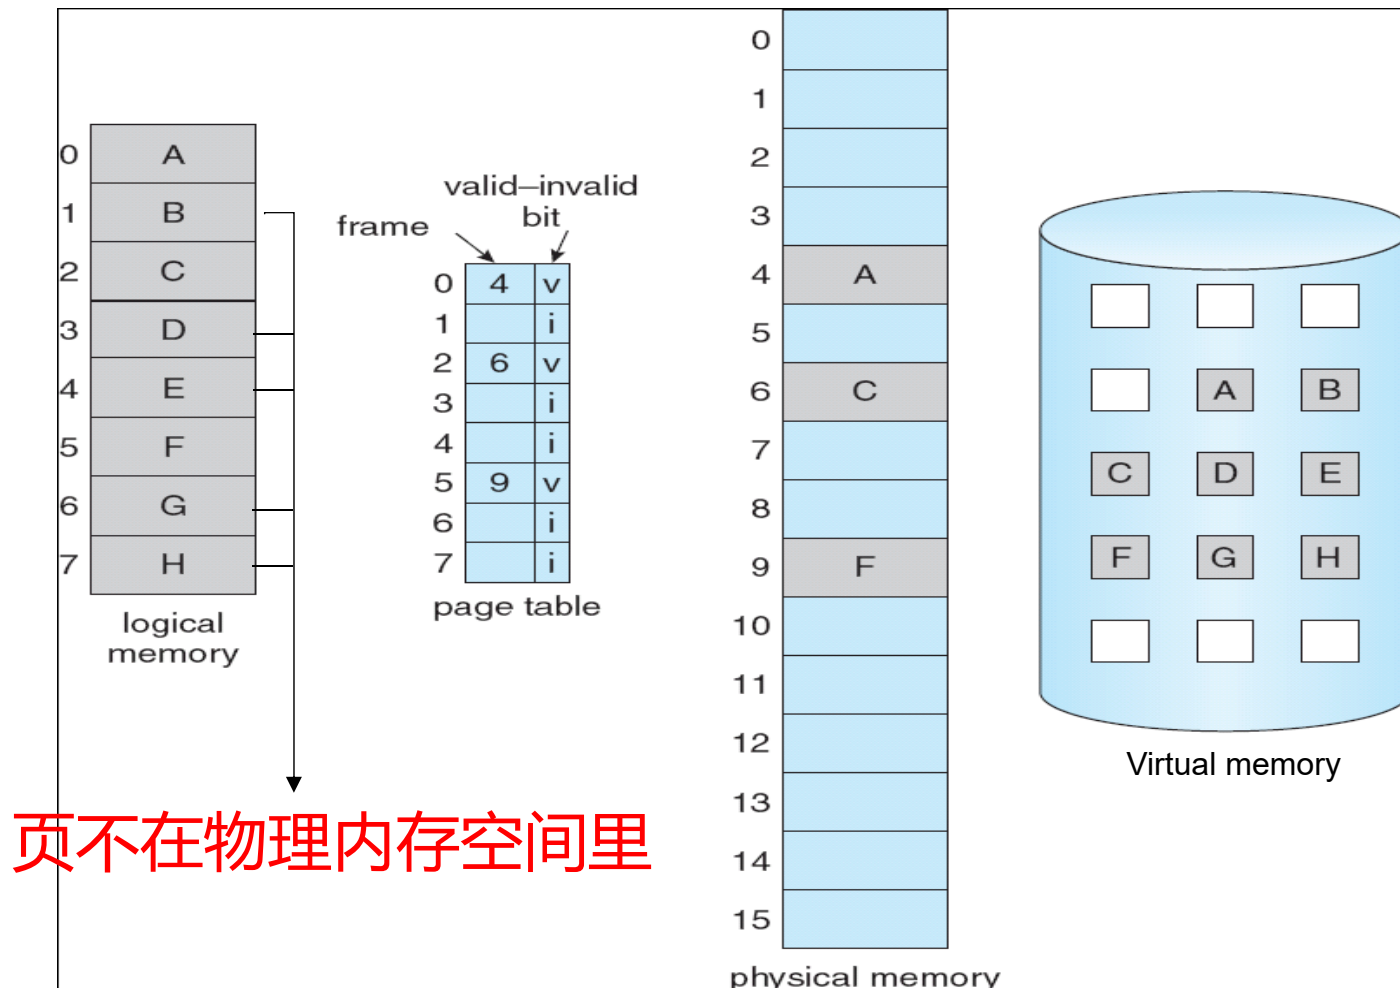 0 A
1 B
2 C
3 D
4 E
5 F
6 G
7 H
logical
memory
valid–invalid
bit
frame
0 4 v
1 i
2 6 v
3 i
4 i
5 9 v
6 i
7 i
page table
0
1
2
3
4 A
5
6 C
7
8
9 F
10
11
12
13
14
15
physical memory
A B
C D E
F G H
Virtual memory
页不在物理内存空间里